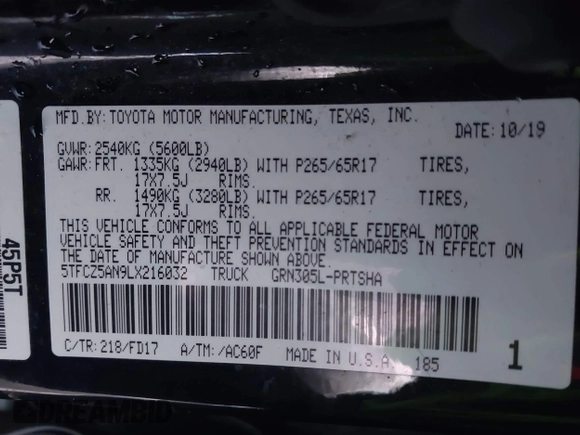 MFD.BY:TOYOTA MOTOR MANUFACTURING, TEXAS, INC.
DATE:10/19
GVWR:2540KG (5600LB)
GAWR:FRT. 1335KG (2940LB) WITH P265/65R17 TIRES,
17X7.5J RIMS.
RR. 1490KG (3280LB) WITH P265/65R17 TIRES,
17X7.5J RIMS.
THIS VEHICLE CONFORMS TO ALL APPLICABLE FEDERAL MOTOR
VEHICLE SAFETY AND THEFT PREVENTION STANDARDS IN EFFECT ON
THE DATE OF MANUFACTURE SHOWN ABOVE.
5TFCZ5AN9LX216032 TRUCK GRN305L-PRTSHA
C/TR:218/FD17 A/TM:/AC60F MADE IN U.S.A. 185
1
45P5T
DREAMBID